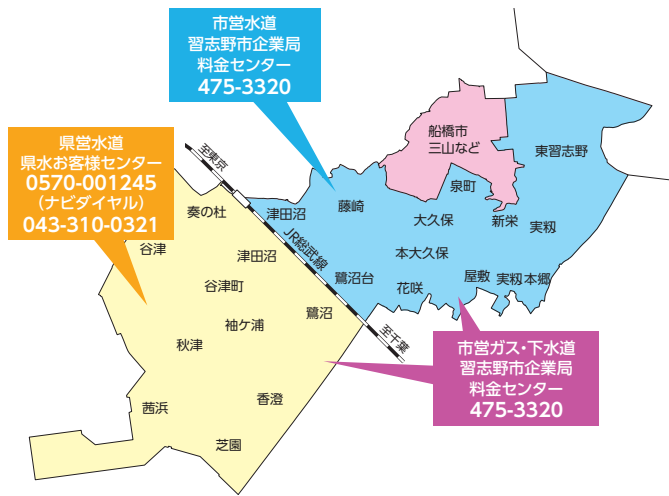 市営水道
習志野市企業局
料金センター
475-3320
県営水道
県水お客様センター
0570-001245
(ナビダイヤル)
043-310-0321
船橋市
三山など
東習志野
至東京
泉町
奏の杜
津田沼
藤崎
大久保
新栄
実籾
谷津
津田沼
JR総武線
本大久保
谷津町
鷺沼台
花咲
屋敷
実籾本郷
鷺沼
袖ケ浦
秋津
至千葉
市営ガス・下水道
習志野市企業局
料金センター
475-3320
茜浜
香澄
芝園